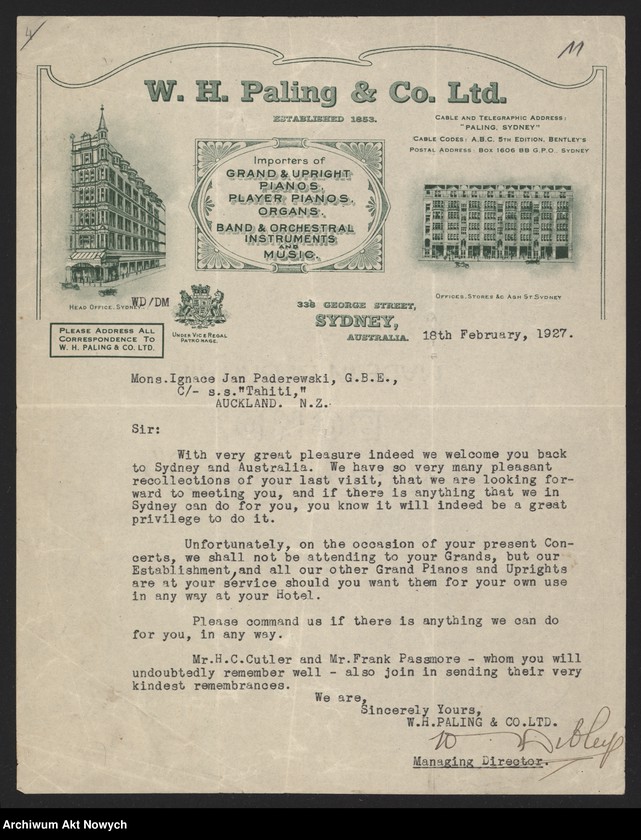 4
11
W. H. Paling & Co. Ltd.
ESTABLISHED 1853.
CABLE AND TELEGRAPHIC ADDRESS:
"PALING, SYDNEY"
CABLE CODES: A.B.C. 5TH EDITION, BENTLEY'S
POSTAL ADDRESS: BOX 1606 BB G.P.O., SYDNEY
Importers of
GRAND & UPRIGHT
PIANOS,
PLAYER PIANOS,
ORGANS,
BAND & ORCHESTRAL
INSTRUMENTS
AND
MUSIC.
HEAD OFFICE, SYDNEY.
WD/DM
OFFICES, STORES &c ASH ST. SYDNEY
UNDER VICE REGAL
PATRONAGE.
338 GEORGE STREET,
SYDNEY,
AUSTRALIA.
PLEASE ADDRESS ALL
CORRESPONDENCE TO
W. H. PALING & CO. LTD.
18th February, 1927.
Mons.Ignace Jan Paderewski, G.B.E.,
C/- s.s."Tahiti,"
AUCKLAND. N.Z.
Sir:
With very great pleasure indeed we welcome you back
to Sydney and Australia. We have so very many pleasant
recollections of your last visit, that we are looking for-
ward to meeting you, and if there is anything that we in
Sydney can do for you, you know it will indeed be a great
privilege to do it.
Unfortunately, on the occasion of your present Con-
certs, we shall not be attending to your Grands, but our
Establishment,and all our other Grand Pianos and Uprights
are at your service should you want them for your own use
in any way at your Hotel.
Please command us if there is anything we can do
for you, in any way.
Mr.H.C.Cutler and Mr.Frank Passmore - whom you will
undoubtedly remember well - also join in sending their very
kindest remembrances.
We are,
Sincerely Yours,
W.H.PALING & CO.LTD.
Managing Director.
Archiwum Akt Nowych